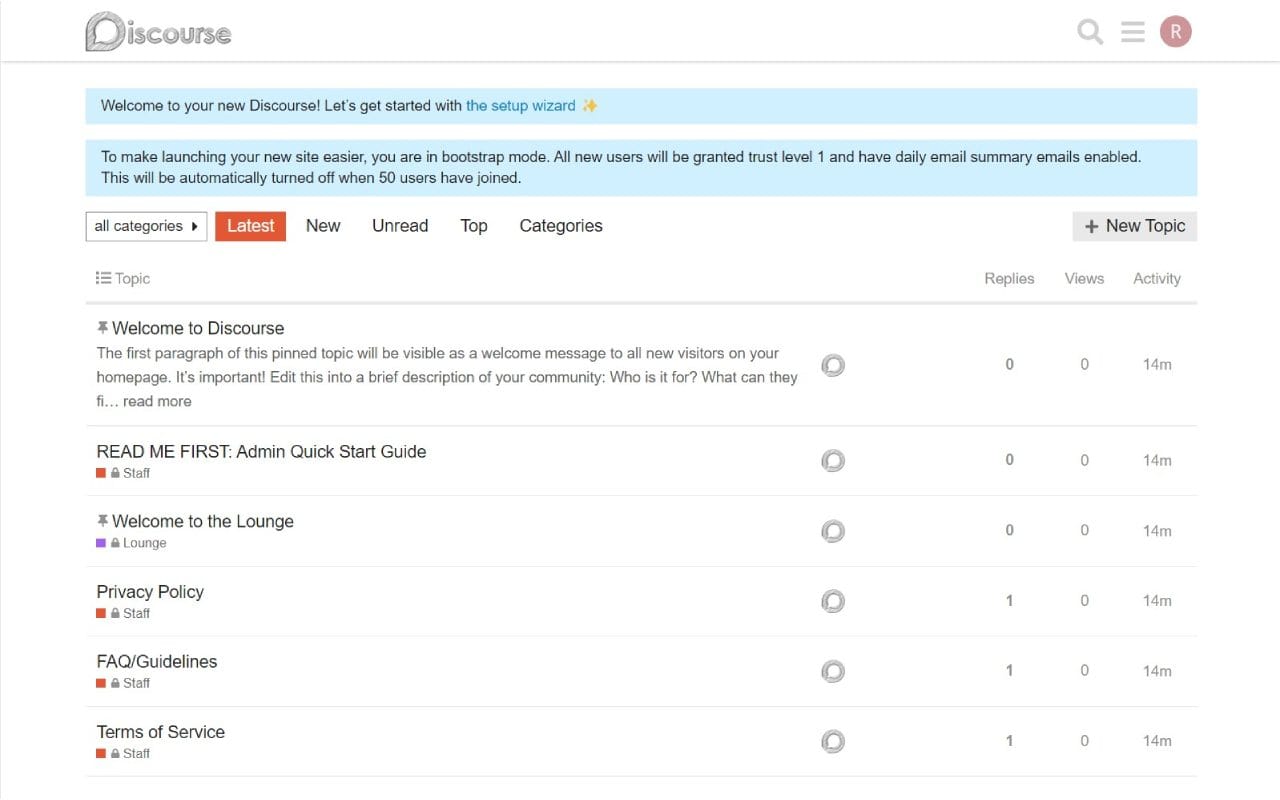 Discourse
R
Welcome to your new Discourse! Let’s get started with the setup wizard ✨
To make launching your new site easier, you are in bootstrap mode. All new users will be granted trust level 1 and have daily email summary emails enabled.
This will be automatically turned off when 50 users have joined.
all categories Latest New Unread Top Categories + New Topic
Topic Replies Views Activity
Welcome to Discourse
The first paragraph of this pinned topic will be visible as a welcome message to all new visitors on your
homepage. It’s important! Edit this into a brief description of your community: Who is it for? What can they
fi… read more
0 0 14m
READ ME FIRST: Admin Quick Start Guide
Staff
0 0 14m
Welcome to the Lounge
Lounge
0 0 14m
Privacy Policy
Staff
1 0 14m
FAQ/Guidelines
Staff
1 0 14m
Terms of Service
Staff
1 0 14m